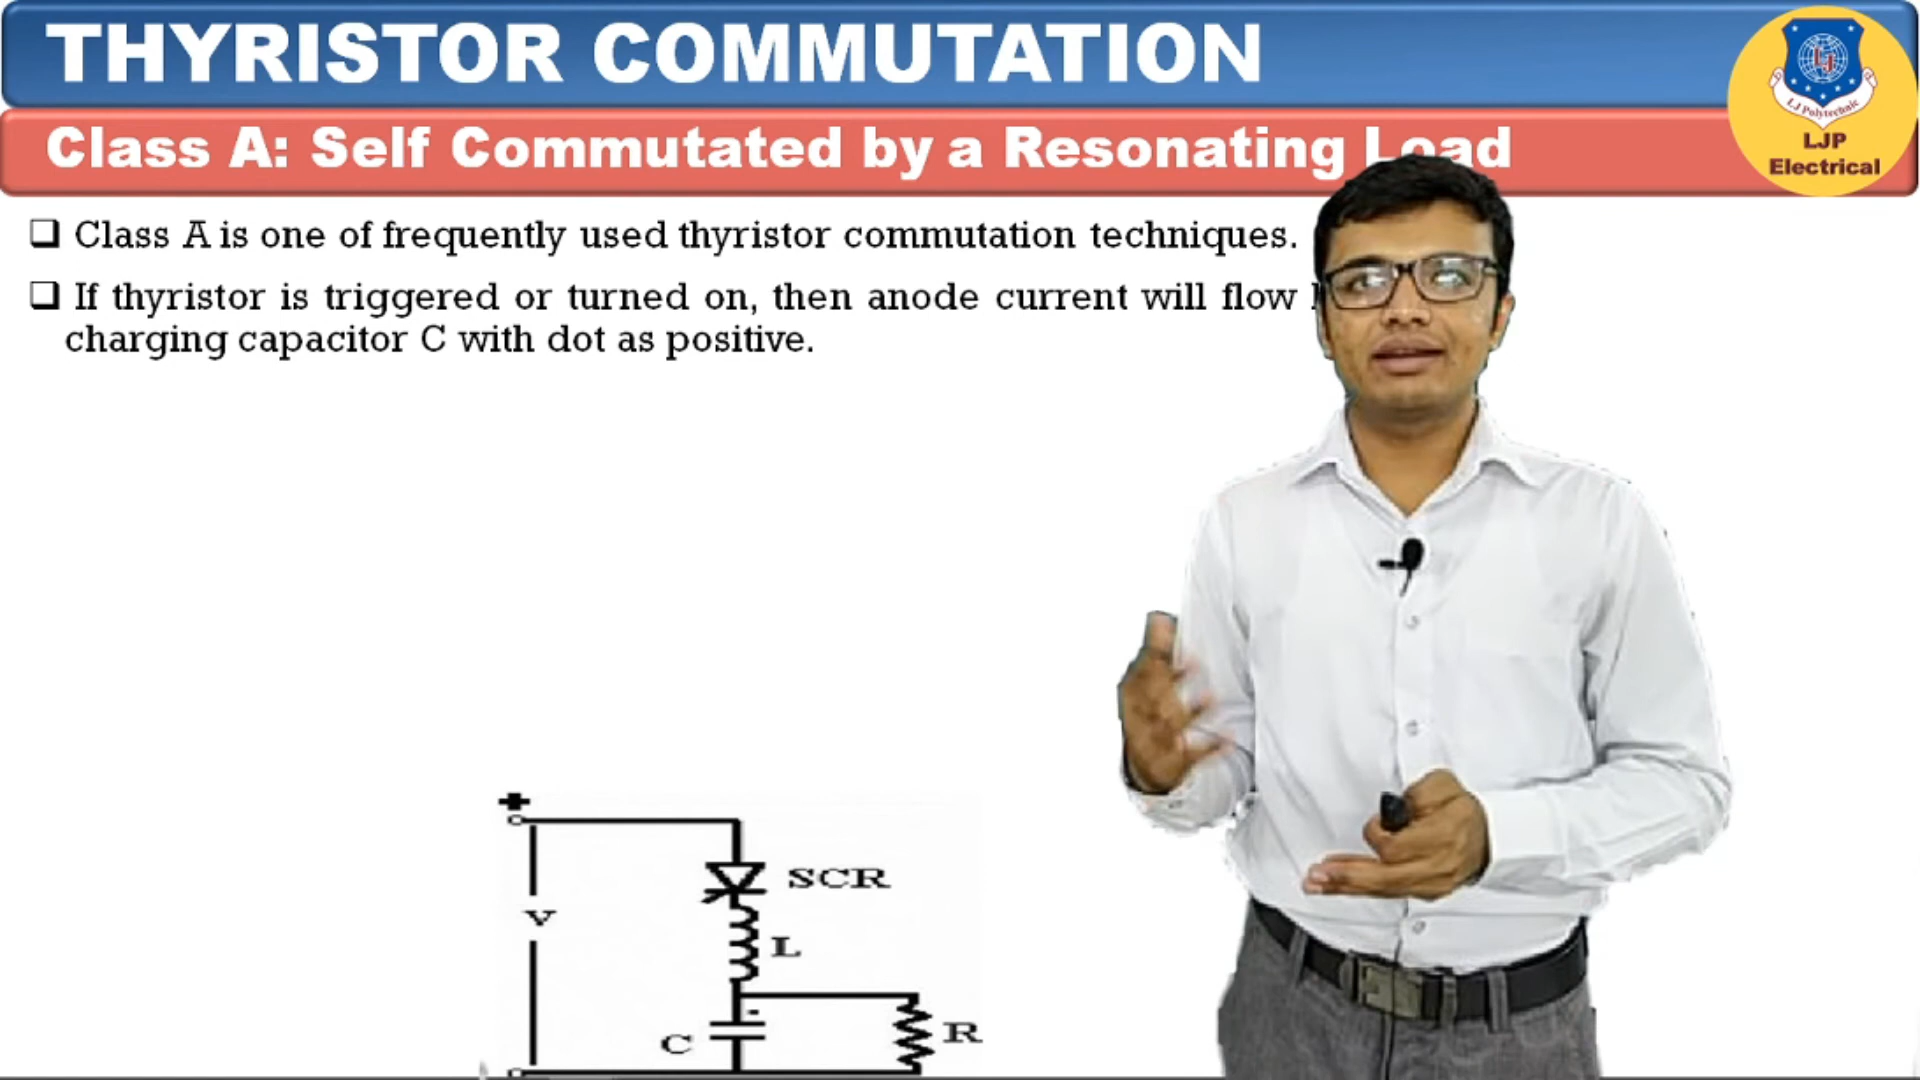 THYRISTOR COMMUTATION
Class A: Self Commutated by a Resonating Load
LJ Polytechnic
LJP
Electrical
❑ Class A is one of frequently used thyristor commutation techniques.
❑ If thyristor is triggered or turned on, then anode current will flow
charging capacitor C with dot as positive.
+
SCR
V
L
C
R